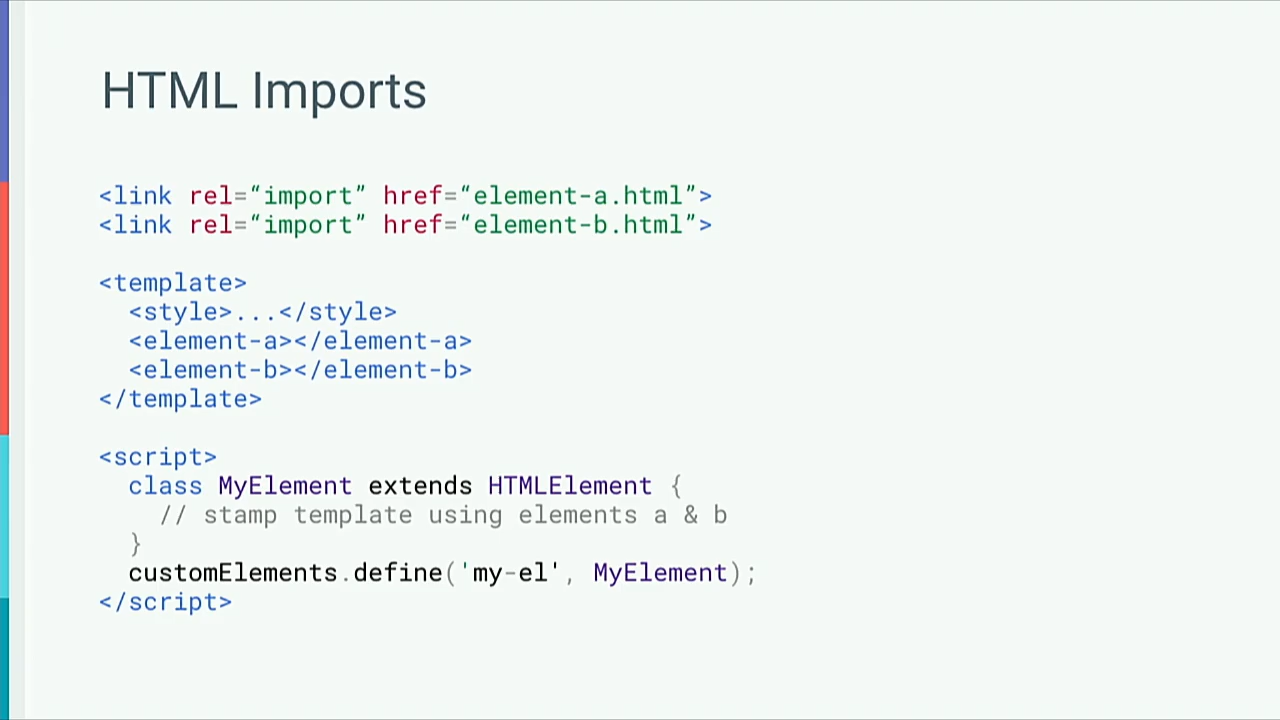 HTML Imports
<link rel=“import” href=“element-a.html”>
<link rel=“import” href=“element-b.html”>
<template>
<style>...</style>
<element-a></element-a>
<element-b></element-b>
</template>
<script>
class MyElement extends HTMLElement {
// stamp template using elements a & b
}
customElements.define('my-el', MyElement);
</script>